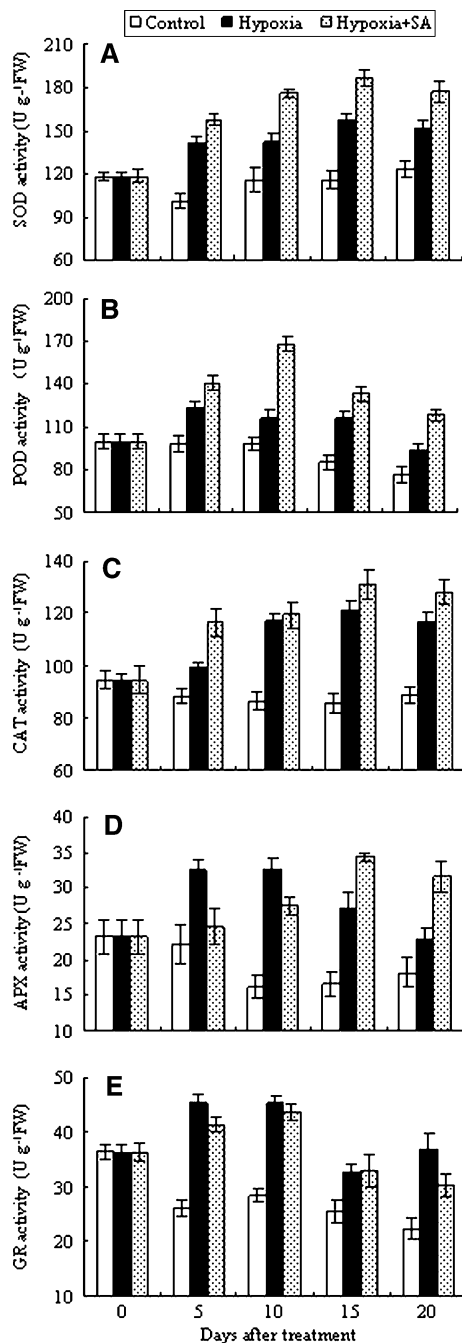 Control Hypoxia Hypoxia+SA
A
SOD activity (U g⁻¹FW)
210
180
150
120
90
60
B
POD activity (U g⁻¹FW)
200
170
140
110
80
50
C
CAT activity (U g⁻¹FW)
140
120
100
80
60
D
APX activity (U g⁻¹FW)
40
35
30
25
20
15
10
E
GR activity (U g⁻¹FW)
50
40
30
20
10
0 5 10 15 20
Days after treatment